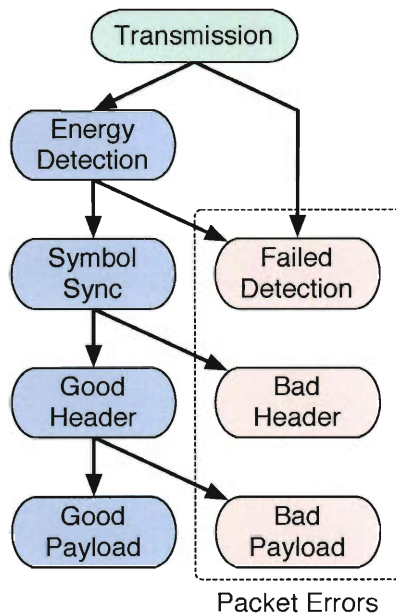 Transmission
Energy
Detection
Symbol
Sync
Failed
Detection
Good
Header
Bad
Header
Good
Payload
Bad
Payload
Packet Errors